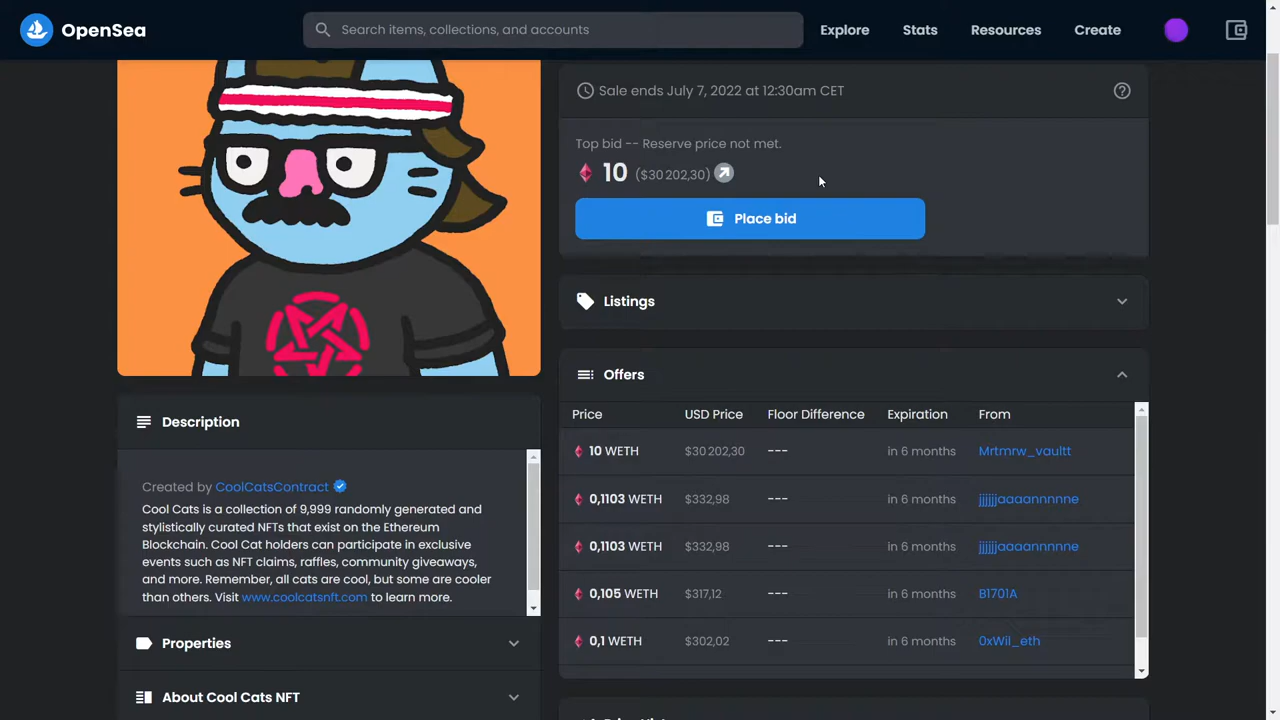 OpenSea
Search items, collections, and accounts
Explore
Stats
Resources
Create
Sale ends July 7, 2022 at 12:30am CET
Top bid -- Reserve price not met.
10 ($30 202,30)
Place bid
Listings
Offers
Price USD Price Floor Difference Expiration From
10 WETH $30 202,30 --- in 6 months Mrtmrw_vaultt
0,1103 WETH $332,98 --- in 6 months jjjjjjaaaannnnne
0,1103 WETH $332,98 --- in 6 months jjjjjjaaaannnnne
0,105 WETH $317,12 --- in 6 months B1701A
0,1 WETH $302,02 --- in 6 months 0xWil_eth
Description
Created by CoolCatsContract
Cool Cats is a collection of 9,999 randomly generated and
stylistically curated NFTs that exist on the Ethereum
Blockchain. Cool Cat holders can participate in exclusive
events such as NFT claims, raffles, community giveaways,
and more. Remember, all cats are cool, but some are cooler
than others. Visit www.coolcatsnft.com to learn more.
Properties
About Cool Cats NFT